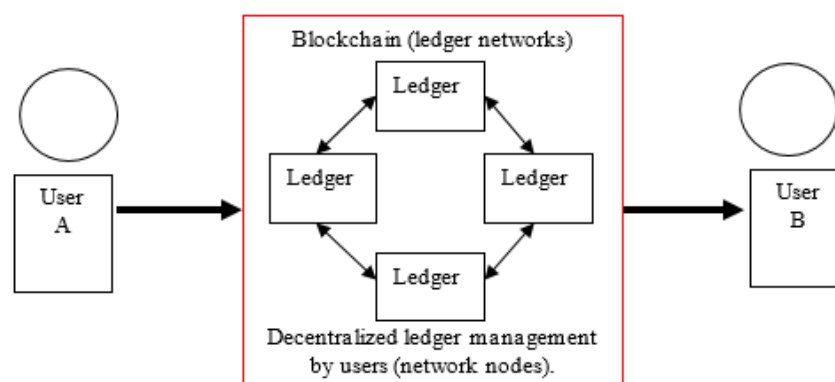 Blockchain (ledger networks)
Ledger
User
A
Ledger
Ledger
User
B
Ledger
Decentralized ledger management
by users (network nodes).